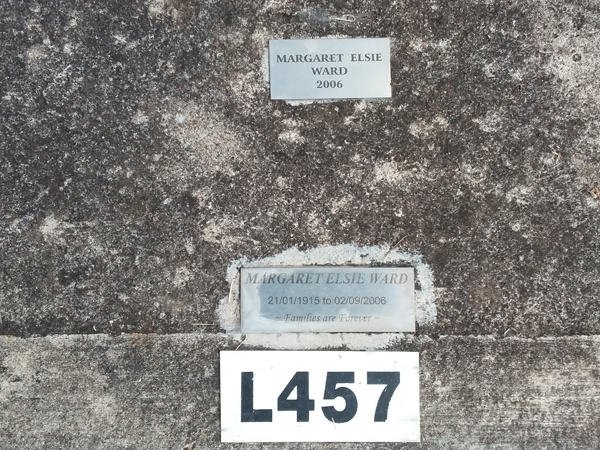 MARGARET ELSIE
WARD
2006
MARGARET ELSIE WARD
21/01/1915 to 02/09/2006
~ Families are Forever ~
L457